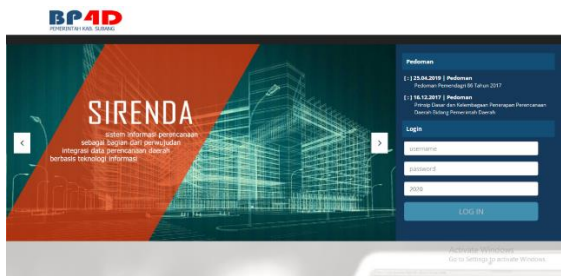 BP4D
PEMERINTAH KAB. SUBANG
SIRENDA
sistem informasi perencanaan
sebagai bagian dari perwujudan
integrasi data perencanaan daerah
berbasis teknologi informasi
<
>
Pedoman
[ : ] 25.04.2019 | Pedoman
Pedoman Permendagri 86 Tahun 2017
[ : ] 16.12.2017 | Pedoman
Prinsip Dasar dan Kelembagaan Penerapan Perencanaan
Daerah Bidang Pemerintah Daerah
Login
username
password
2020
LOG IN
Activate Windows
Go to Settings to activate Windows.